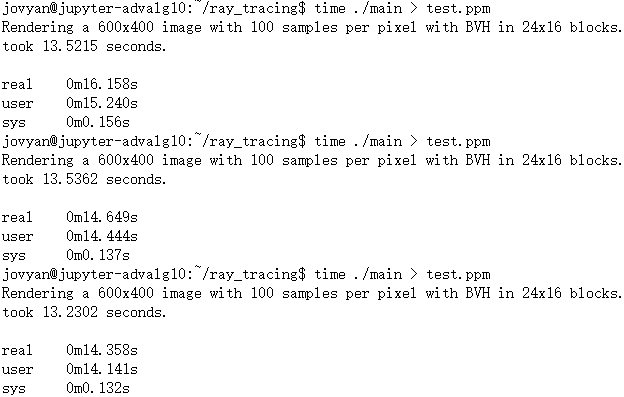 jovyan@jupyter-adva1g10:~/ray_tracing$ time ./main > test.ppm
Rendering a 600x400 image with 100 samples per pixel with BVH in 24x16 blocks.
took 13.5215 seconds.
real 0m16.158s
user 0m15.240s
sys 0m0.156s
jovyan@jupyter-adva1g10:~/ray_tracing$ time ./main > test.ppm
Rendering a 600x400 image with 100 samples per pixel with BVH in 24x16 blocks.
took 13.5362 seconds.
real 0m14.649s
user 0m14.444s
sys 0m0.137s
jovyan@jupyter-adva1g10:~/ray_tracing$ time ./main > test.ppm
Rendering a 600x400 image with 100 samples per pixel with BVH in 24x16 blocks.
took 13.2302 seconds.
real 0m14.358s
user 0m14.141s
sys 0m0.132s